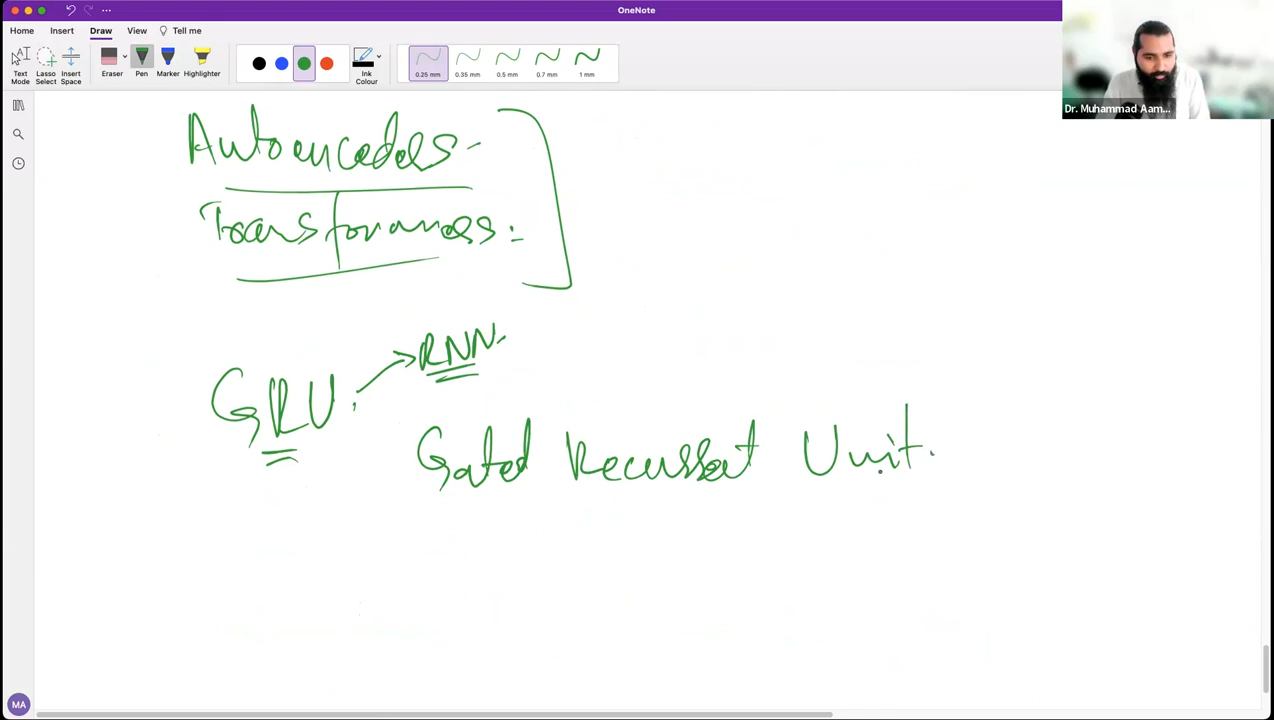 OneNote
Home Insert Draw View Tell me
Text Mode Lasso Select Insert Space Eraser Pen Marker Highlighter Ink Colour 0.25 mm 0.35 mm 0.5 mm 0.7 mm 1 mm
Dr. Muhammad Aam...
Autoencoders
Transformers
GRU
RNN
Gated Recurrent Unit.
MA